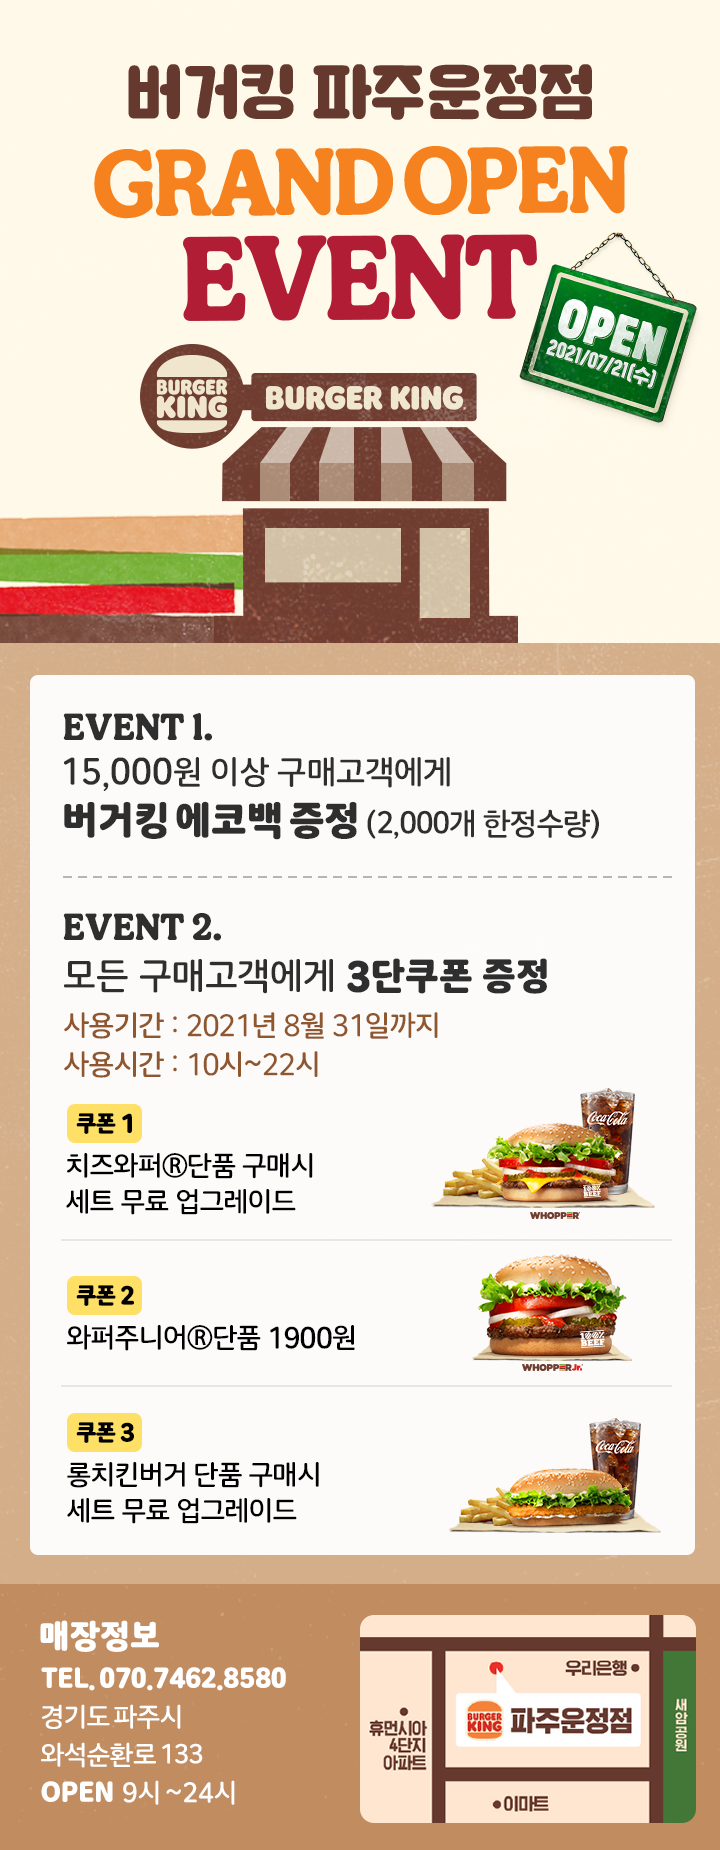 버거킹 파주운정점
GRAND OPEN
EVENT
OPEN
2021/07/21(수)
BURGER
KING
BURGER KING
EVENT 1.
15,000원 이상 구매고객에게
버거킹 에코백 증정 (2,000개 한정수량)
EVENT 2.
모든 구매고객에게 3단쿠폰 증정
사용기간 : 2021년 8월 31일까지
사용시간 : 10시~22시
쿠폰 1
치즈와퍼®단품 구매시
세트 무료 업그레이드
Coca-Cola
100%
BEEF
WHOPPER
쿠폰 2
와퍼주니어®단품 1900원
100%
BEEF
WHOPPER Jr.
쿠폰 3
롱치킨버거 단품 구매시
세트 무료 업그레이드
Coca-Cola
매장정보
TEL. 070.7462.8580
경기도 파주시
와석순환로 133
OPEN 9시 ~24시
우리은행
BURGER
KING
파주운정점
휴먼시아
4단지
아파트
새암공원
이마트